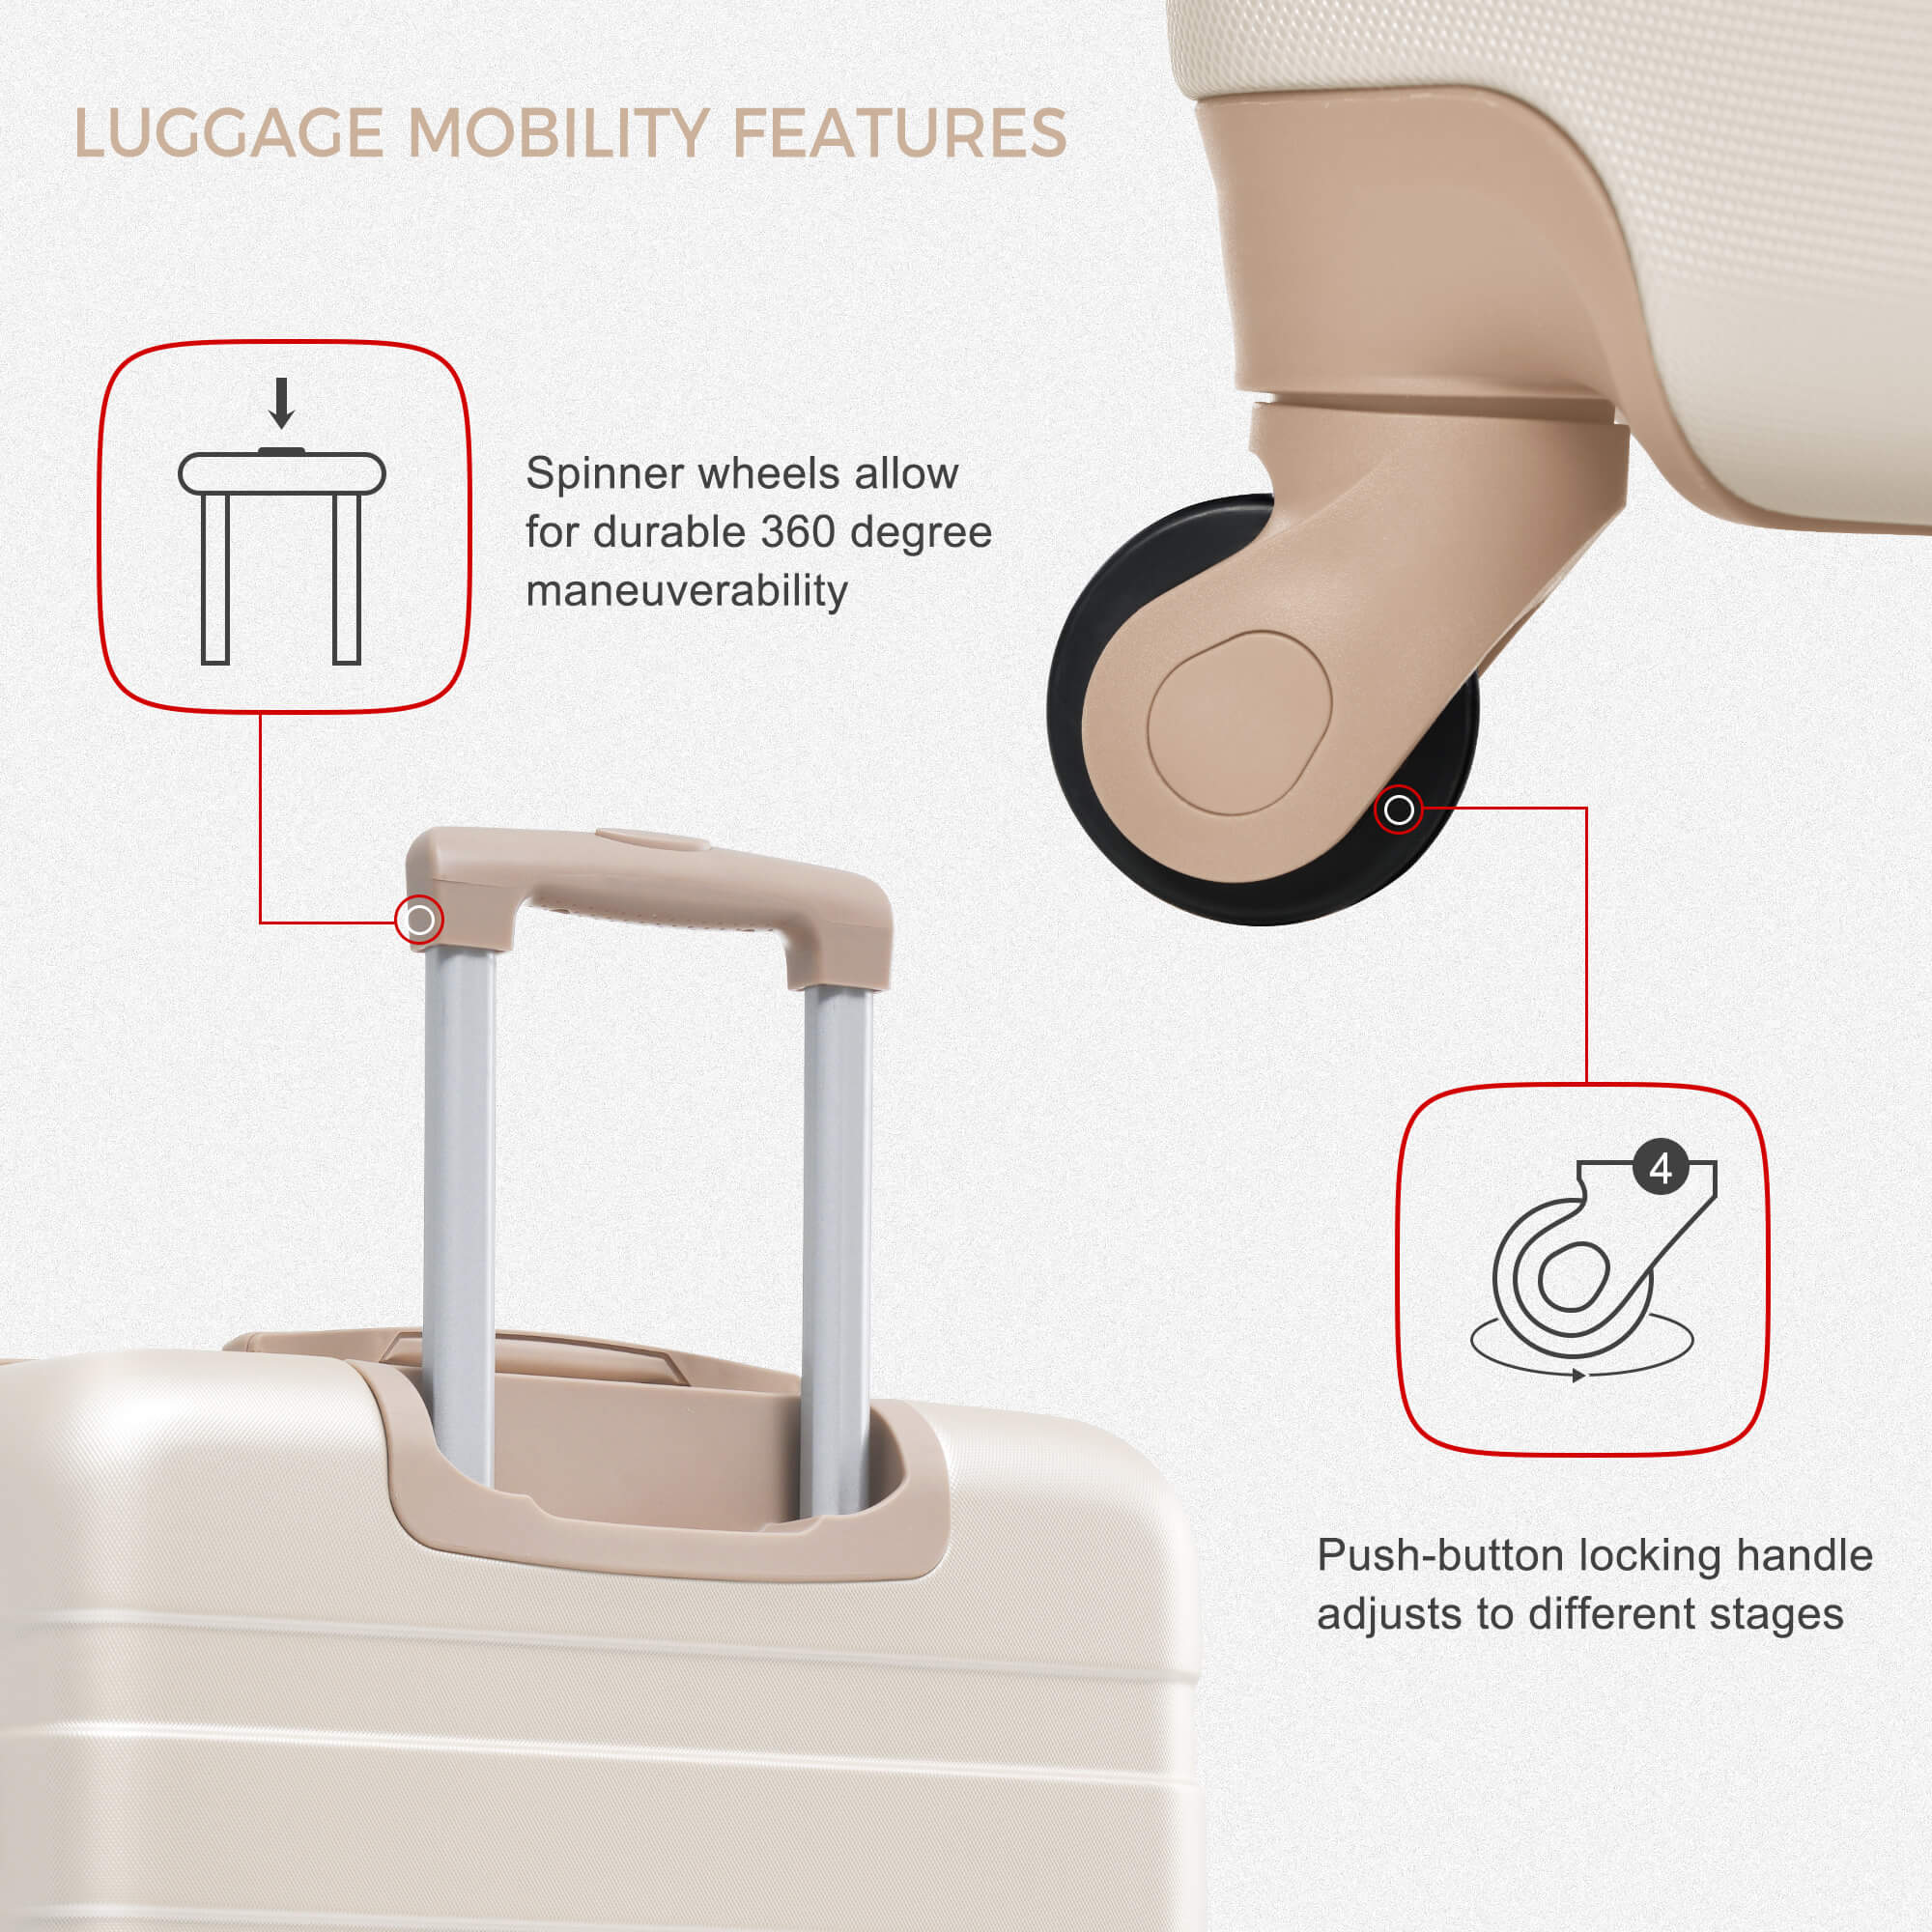 LUGGAGE MOBILITY FEATURES
Spinner wheels allow
for durable 360 degree
maneuverability
4
Push-button locking handle
adjusts to different stages